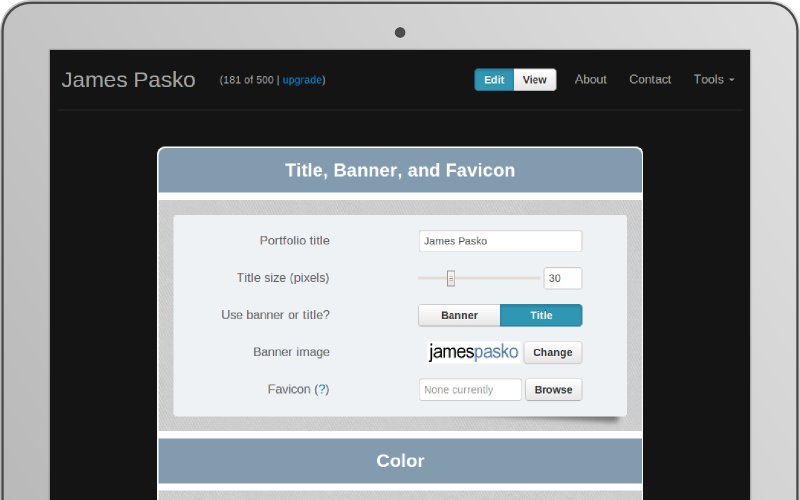 James Pasko (181 of 500 | upgrade) Edit View About Contact Tools
Title, Banner, and Favicon
Portfolio title James Pasko
Title size (pixels) 30
Use banner or title? Banner Title
Banner image jamespasko Change
Favicon (?) None currently Browse
Color